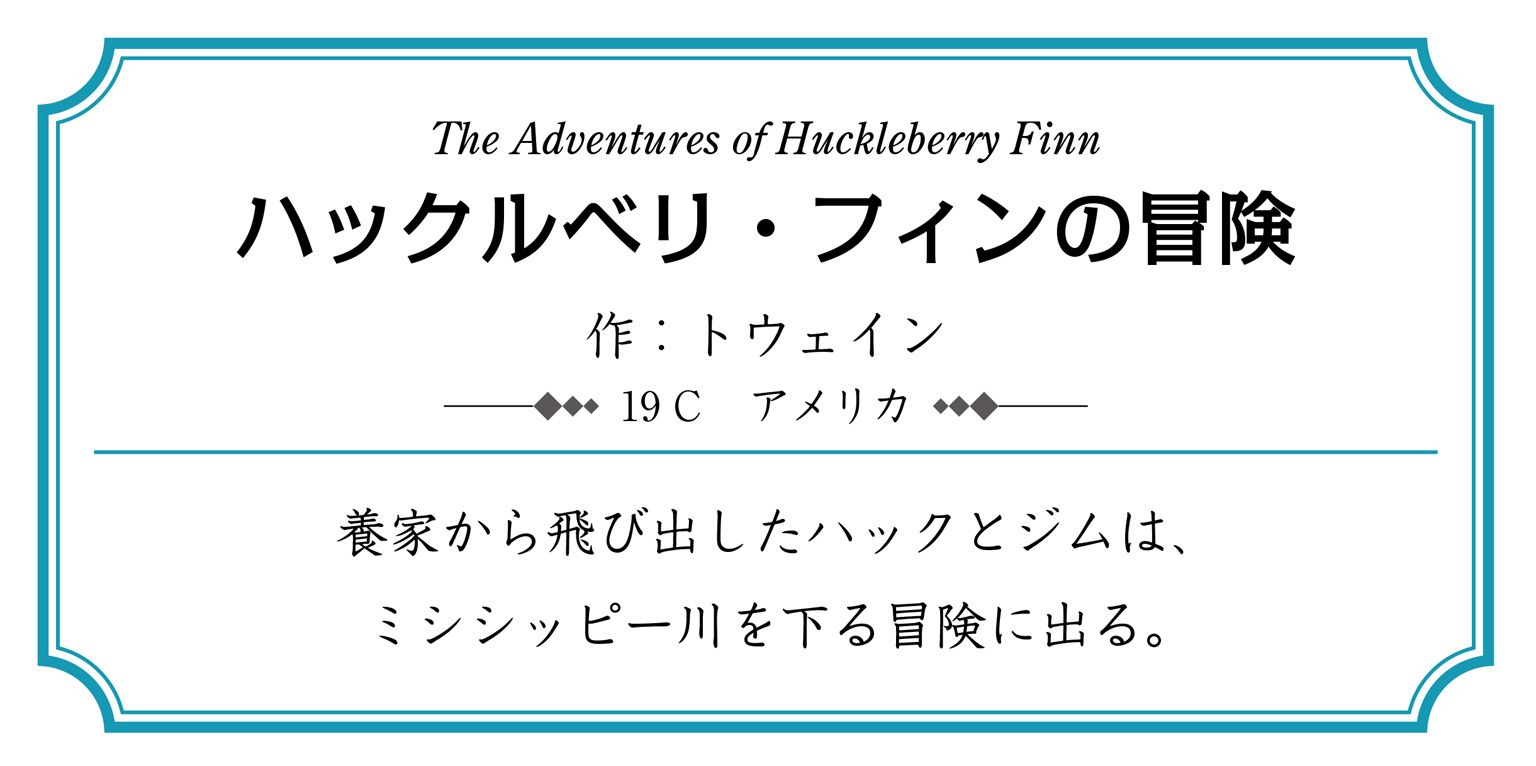 The Adventures of Huckleberry Finn
ハックルベリ・フィンの冒険
作：トウェイン
19 C　アメリカ
養家から飛び出したハックとジムは、
ミシシッピー川を下る冒険に出る。